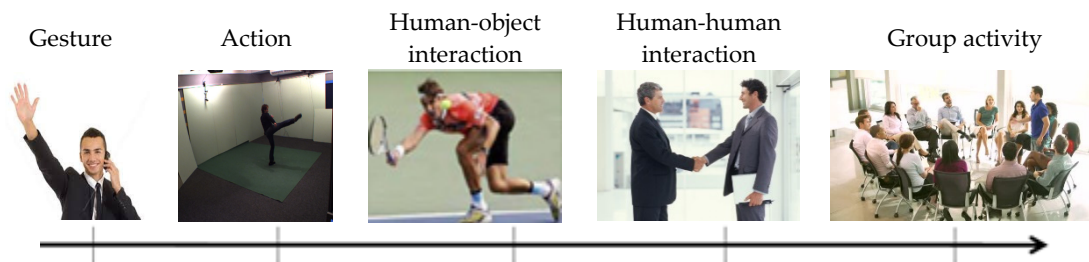 Gesture
Action
Human-object
interaction
Human-human
interaction
Group activity